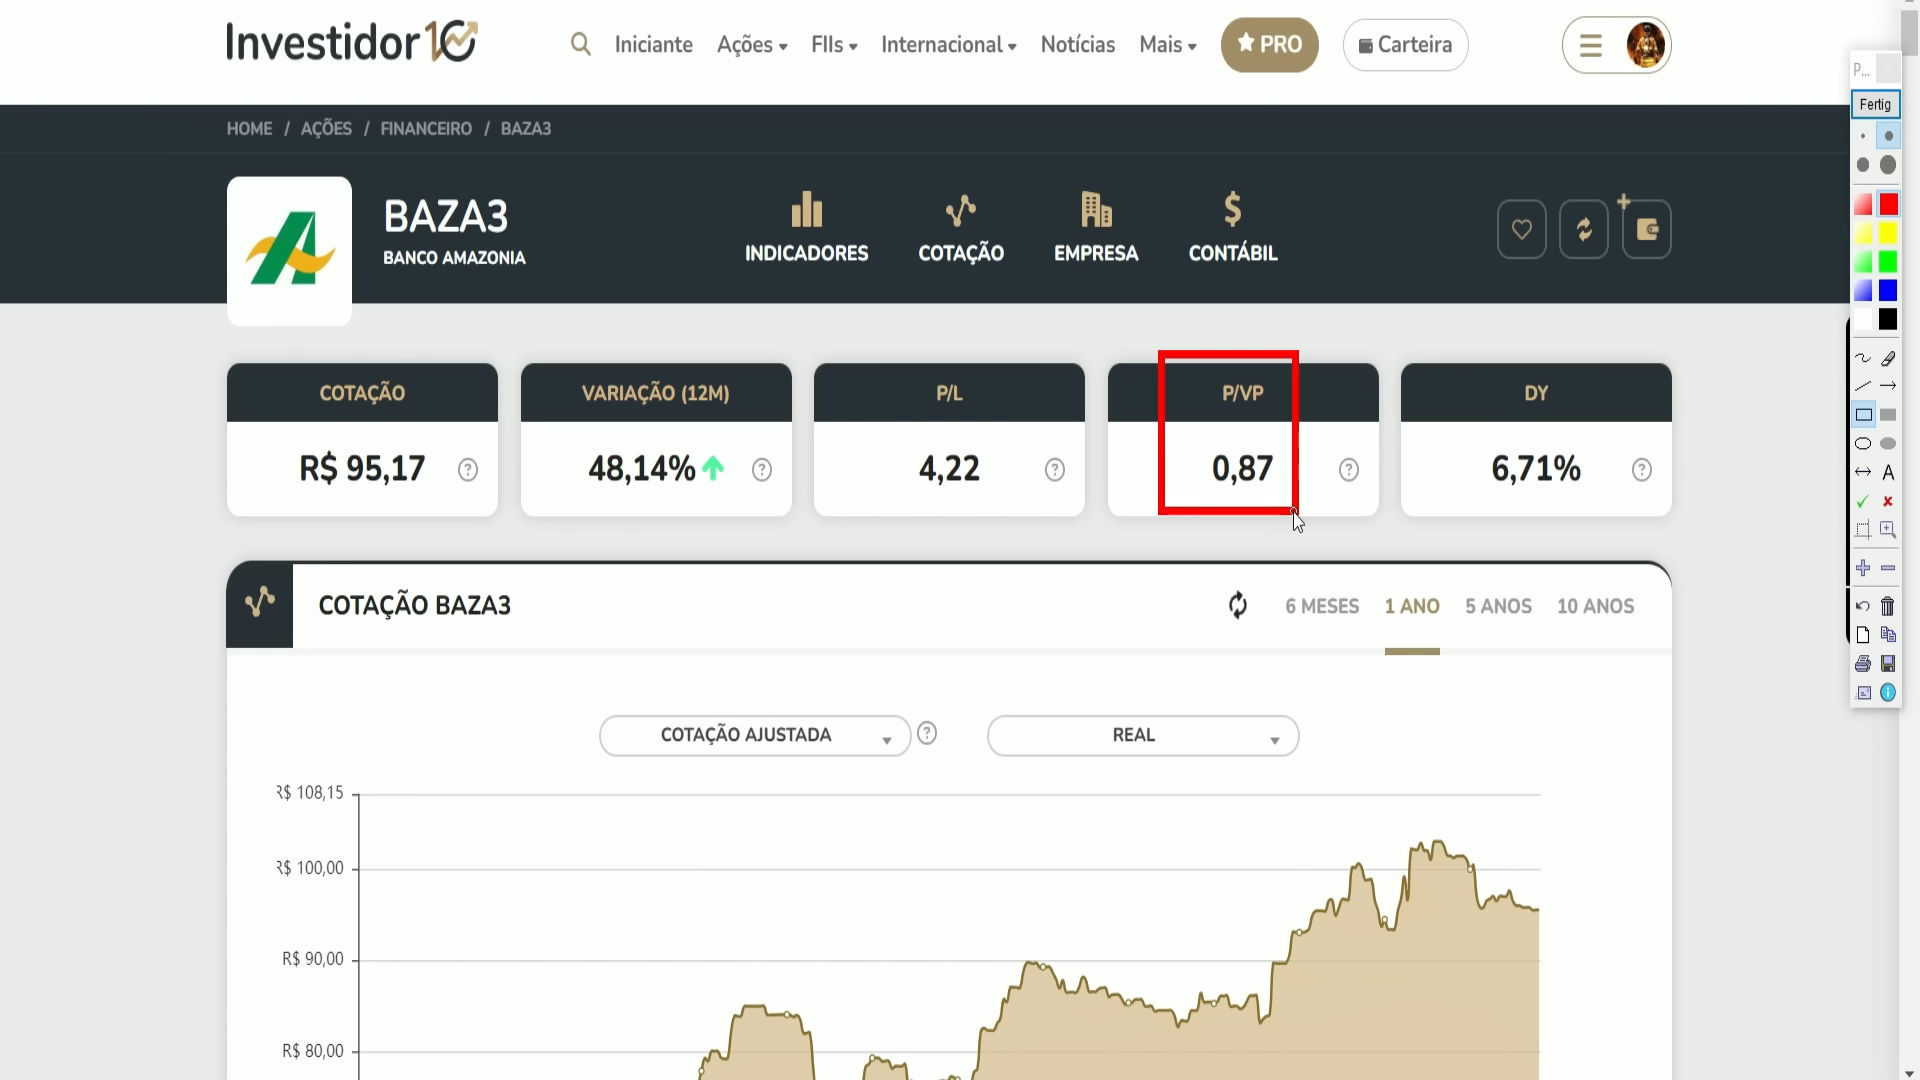 Investidor10
Iniciante
Ações
FIIs
Internacional
Notícias
Mais
PRO
Carteira
P...
Fertig
HOME / AÇÕES / FINANCEIRO / BAZA3
BAZA3
BANCO AMAZONIA
INDICADORES
COTAÇÃO
EMPRESA
CONTÁBIL
COTAÇÃO
VARIAÇÃO (12M)
P/L
P/VP
DY
R$ 95,17
48,14%
4,22
0,87
6,71%
COTAÇÃO BAZA3
6 MESES
1 ANO
5 ANOS
10 ANOS
COTAÇÃO AJUSTADA
REAL
R$ 108,15
R$ 100,00
R$ 90,00
R$ 80,00